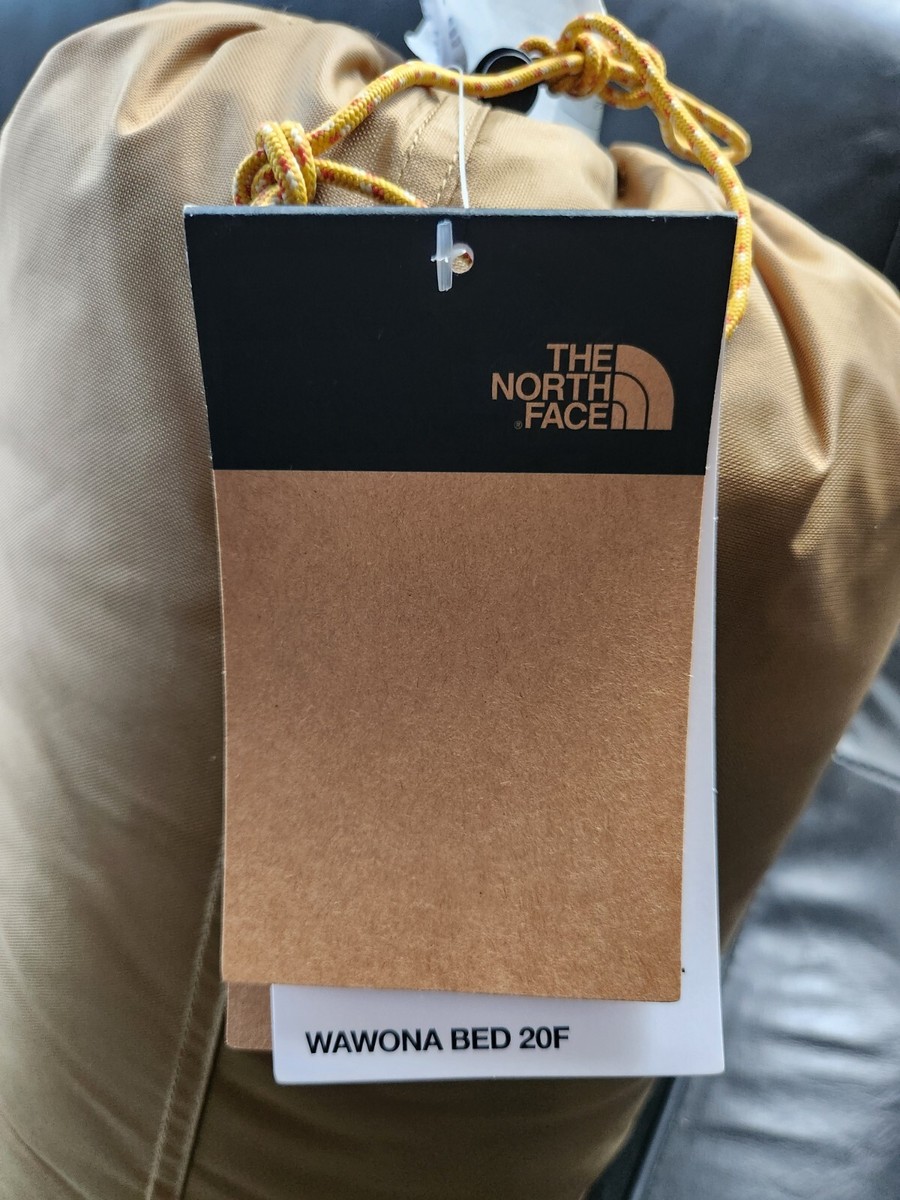 THE
NORTH
FACE
®
WAWONA BED 20F